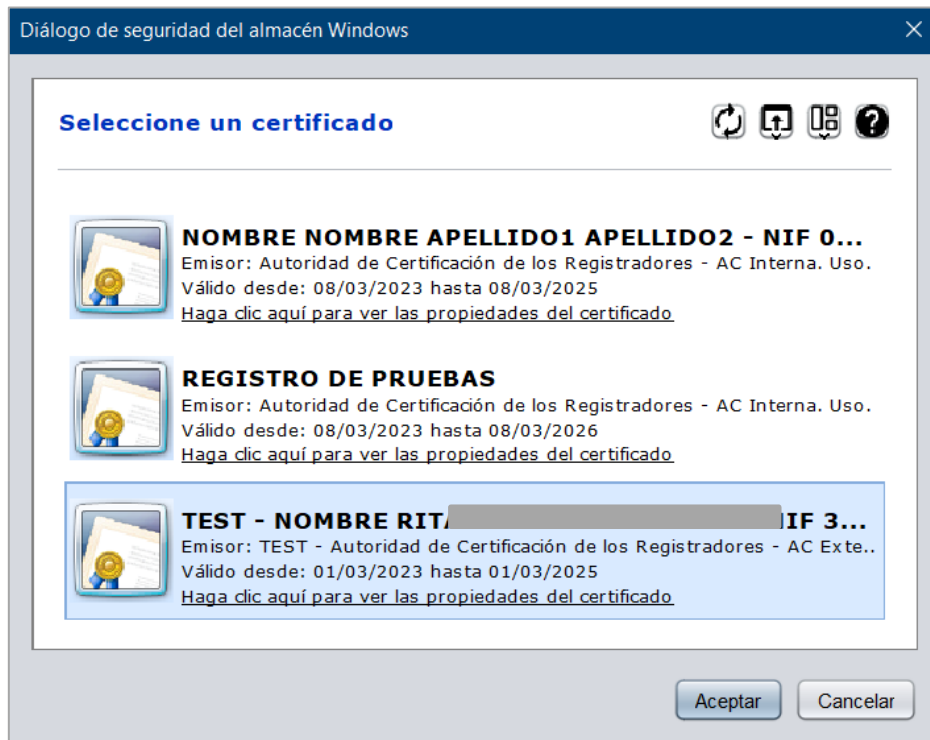 Diálogo de seguridad del almacén Windows
Seleccione un certificado
NOMBRE NOMBRE APELLIDO1 APELLIDO2 - NIF 0...
Emisor: Autoridad de Certificación de los Registradores - AC Interna. Uso.
Válido desde: 08/03/2023 hasta 08/03/2025
Haga clic aquí para ver las propiedades del certificado
REGISTRO DE PRUEBAS
Emisor: Autoridad de Certificación de los Registradores - AC Interna. Uso.
Válido desde: 08/03/2023 hasta 08/03/2026
Haga clic aquí para ver las propiedades del certificado
TEST - NOMBRE RITA NIF 3...
Emisor: TEST - Autoridad de Certificación de los Registradores - AC Exte..
Válido desde: 01/03/2023 hasta 01/03/2025
Haga clic aquí para ver las propiedades del certificado
Aceptar
Cancelar